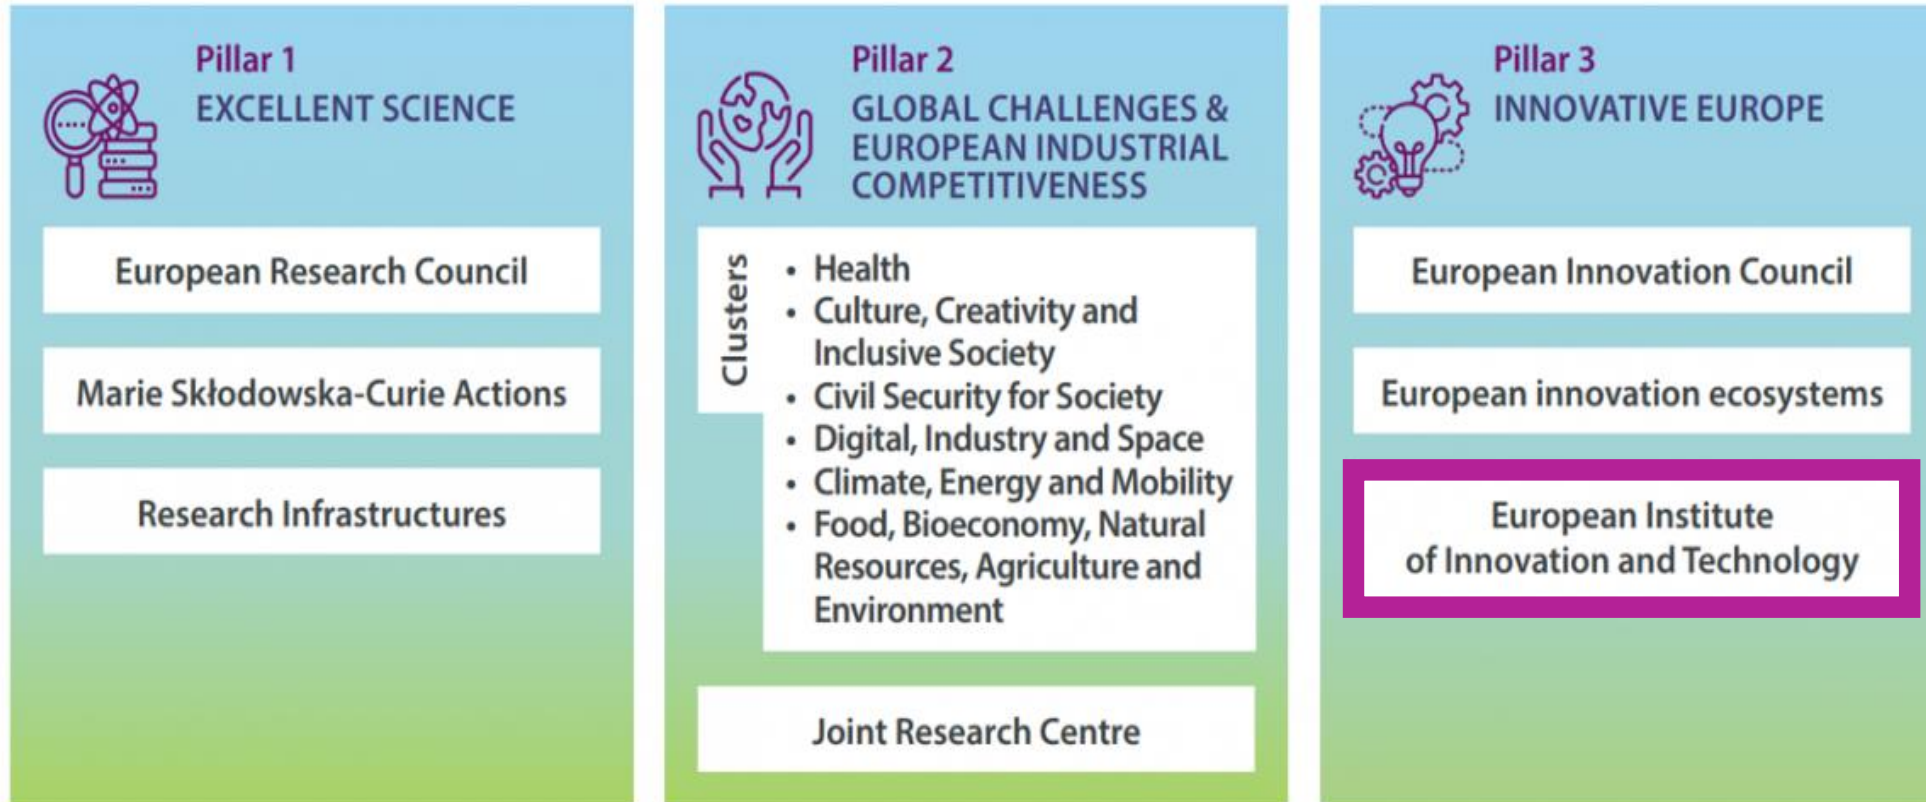 Pillar 1
EXCELLENT SCIENCE
European Research Council
Marie Skłodowska-Curie Actions
Research Infrastructures
Pillar 2
GLOBAL CHALLENGES &
EUROPEAN INDUSTRIAL
COMPETITIVENESS
Clusters
• Health
• Culture, Creativity and
Inclusive Society
• Civil Security for Society
• Digital, Industry and Space
• Climate, Energy and Mobility
• Food, Bioeconomy, Natural
Resources, Agriculture and
Environment
Joint Research Centre
Pillar 3
INNOVATIVE EUROPE
European Innovation Council
European innovation ecosystems
European Institute
of Innovation and Technology